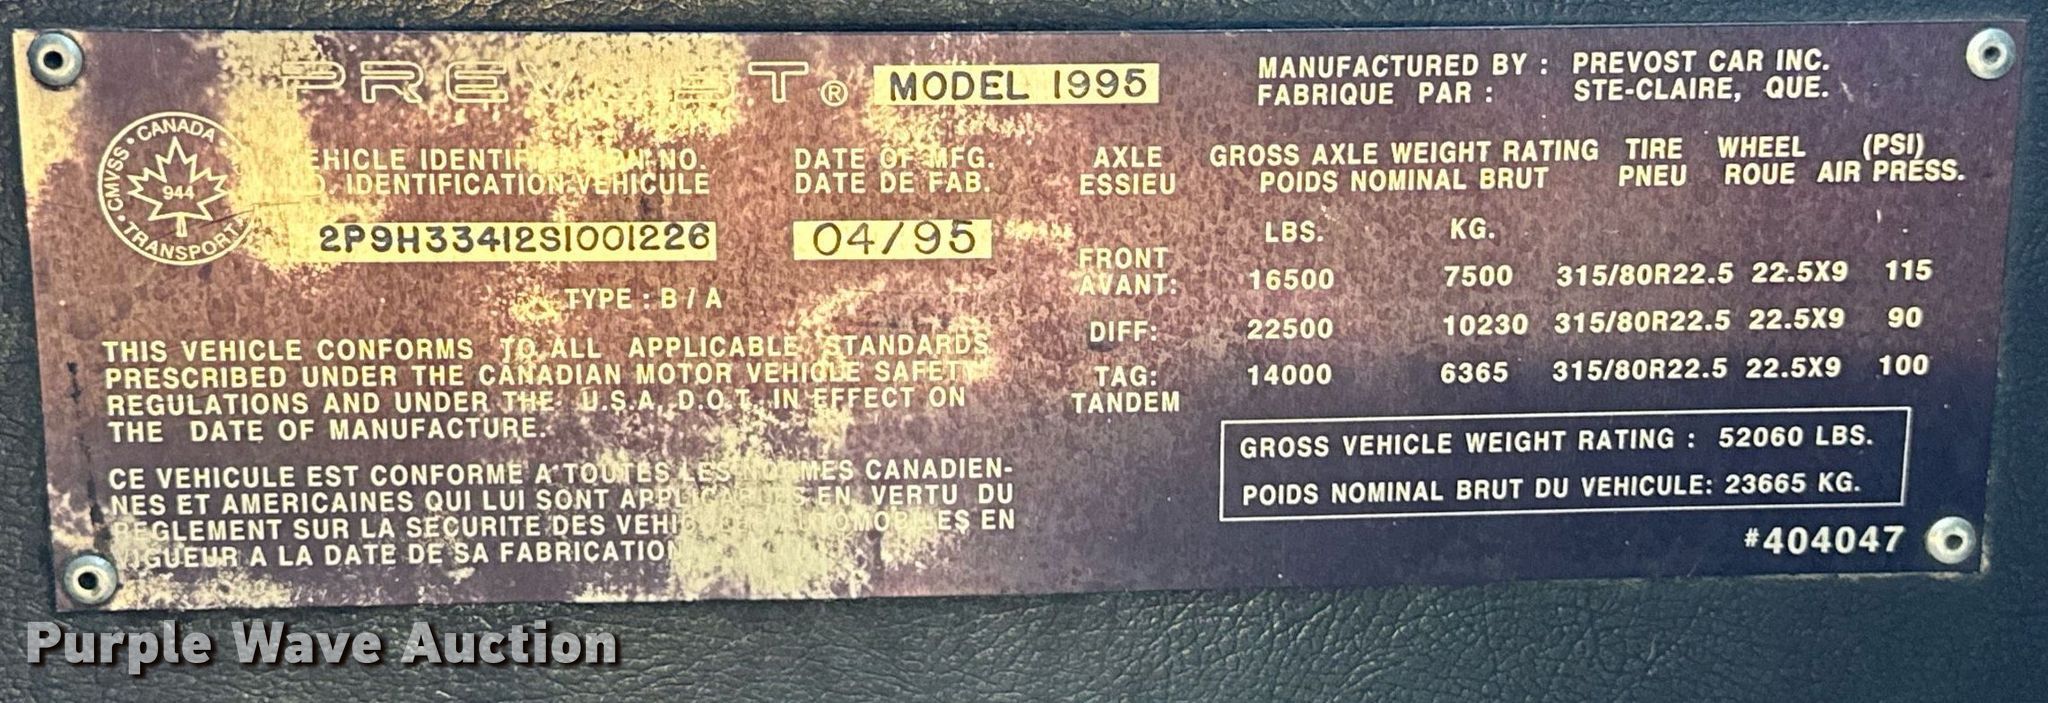 PREVOST® MODEL 1995
MANUFACTURED BY : PREVOST CAR INC.
FABRIQUE PAR : STE-CLAIRE, QUE.
CMVSS • CANADA • TRANSPORT
944
VEHICLE IDENTIFICATION NO.
IDENTIFICATION VEHICULE
2P9H33412S1001226
DATE OF MFG.
DATE DE FAB.
04/95
TYPE : B / A
THIS VEHICLE CONFORMS TO ALL APPLICABLE STANDARDS
PRESCRIBED UNDER THE CANADIAN MOTOR VEHICLE SAFETY
REGULATIONS AND UNDER THE U.S.A. D.O.T. IN EFFECT ON
THE DATE OF MANUFACTURE.
CE VEHICULE EST CONFORME A TOUTES LES NORMES CANADIEN-
NES ET AMERICAINES QUI LUI SONT APPLICABLES EN VERTU DU
REGLEMENT SUR LA SECURITE DES VEHICULES AUTOMOBILES EN
VIGUEUR A LA DATE DE SA FABRICATION
AXLE GROSS AXLE WEIGHT RATING TIRE WHEEL (PSI)
ESSIEU POIDS NOMINAL BRUT PNEU ROUE AIR PRESS.
LBS. KG.
FRONT
AVANT: 16500 7500 315/80R22.5 22.5X9 115
DIFF: 22500 10230 315/80R22.5 22.5X9 90
TAG: 14000 6365 315/80R22.5 22.5X9 100
TANDEM
GROSS VEHICLE WEIGHT RATING : 52060 LBS.
POIDS NOMINAL BRUT DU VEHICULE: 23665 KG.
#404047
Purple Wave Auction